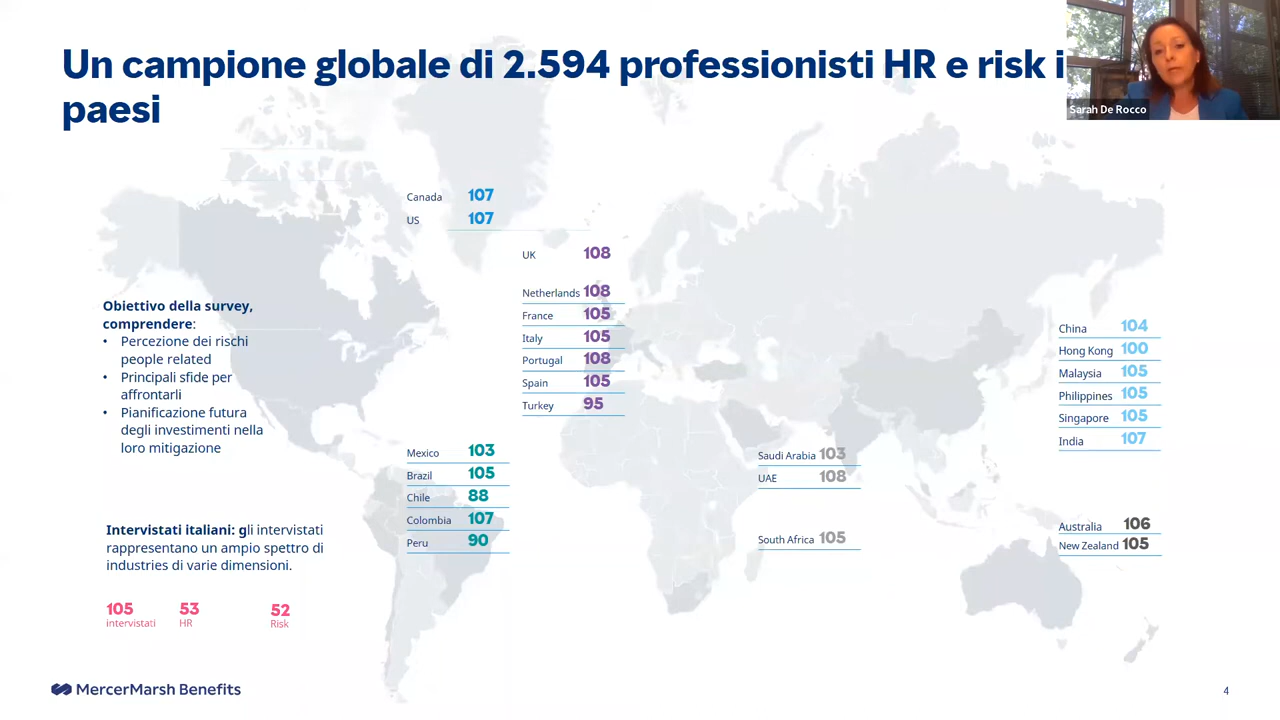 Un campione globale di 2.594 professionisti HR e risk i
paesi
Sarah De Rocco
Canada 107
US 107
UK 108
Netherlands 108
France 105
Italy 105
Portugal 108
Spain 105
Turkey 95
Obiettivo della survey,
comprendere:
• Percezione dei rischi
people related
• Principali sfide per
affrontarli
• Pianificazione futura
degli investimenti nella
loro mitigazione
China 104
Hong Kong 100
Malaysia 105
Philippines 105
Singapore 105
India 107
Mexico 103
Brazil 105
Chile 88
Colombia 107
Peru 90
Saudi Arabia 103
UAE 108
South Africa 105
Australia 106
New Zealand 105
Intervistati italiani: gli intervistati
rappresentano un ampio spettro di
industries di varie dimensioni.
105 53 52
intervistati HR Risk
MercerMarsh Benefits
4